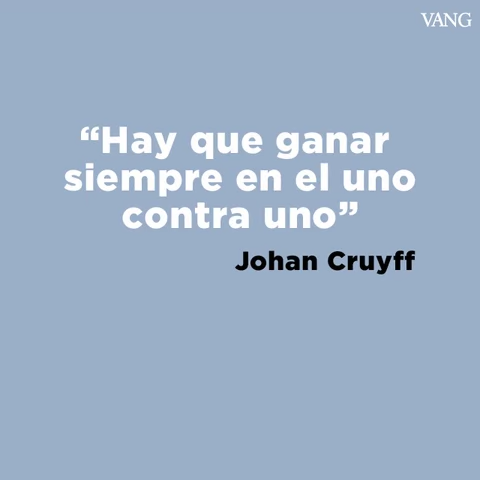 VANG
“Hay que ganar
siempre en el uno
contra uno”
Johan Cruyff